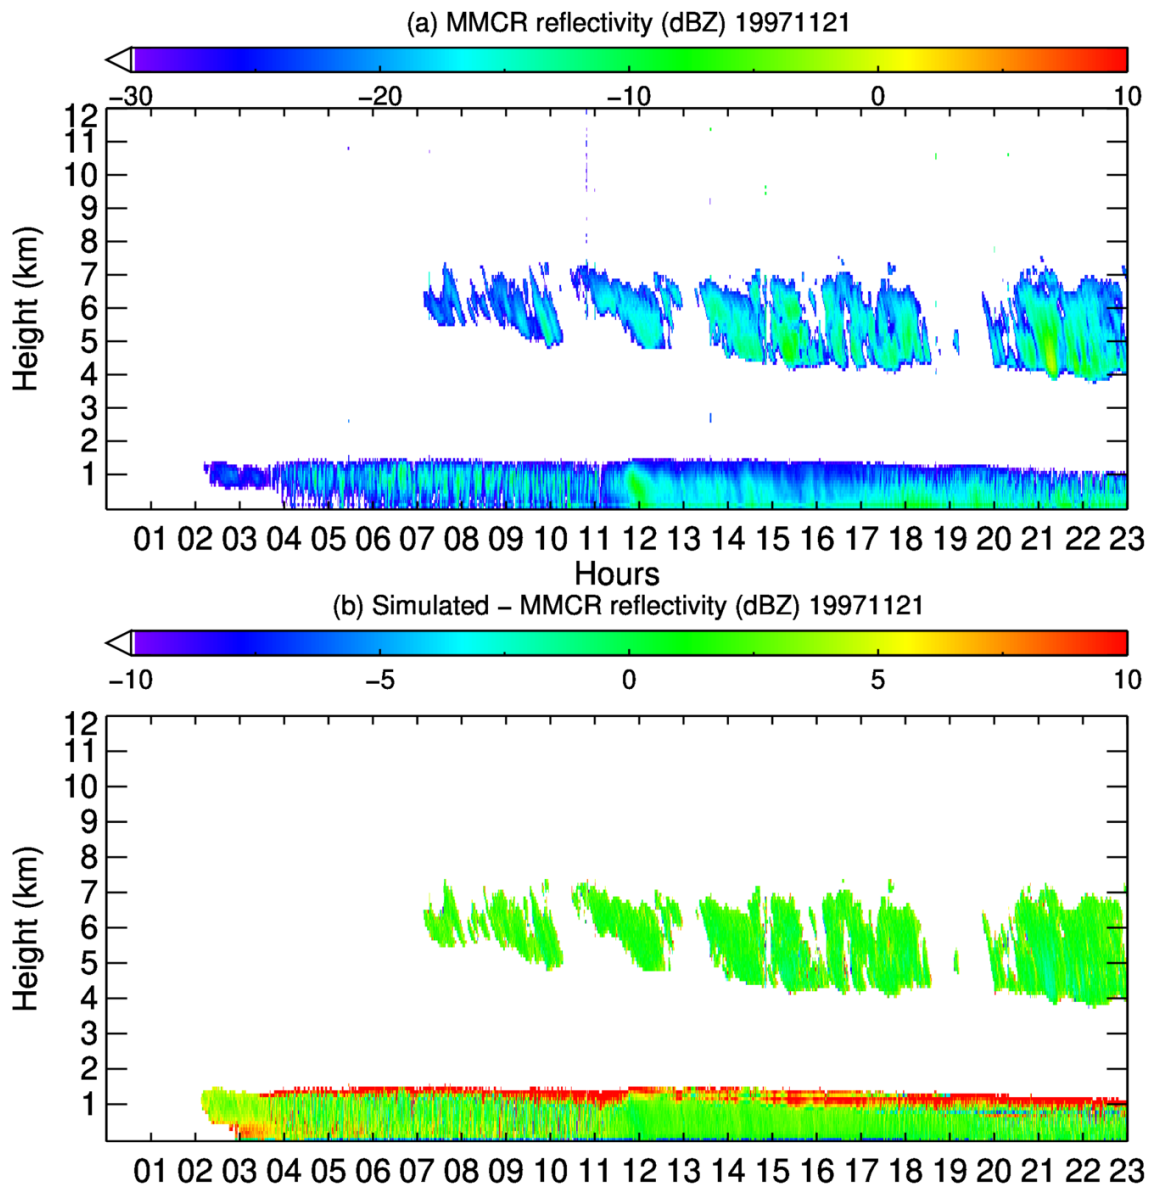 (a) MMCR reflectivity (dBZ) 19971121
−30 −20 −10 0 10
12
11
10
9
8
7
6
5
4
3
2
1
Height (km)
01 02 03 04 05 06 07 08 09 10 11 12 13 14 15 16 17 18 19 20 21 22 23
Hours
(b) Simulated − MMCR reflectivity (dBZ) 19971121
−10 −5 0 5 10
12
11
10
9
8
7
6
5
4
3
2
1
Height (km)
01 02 03 04 05 06 07 08 09 10 11 12 13 14 15 16 17 18 19 20 21 22 23